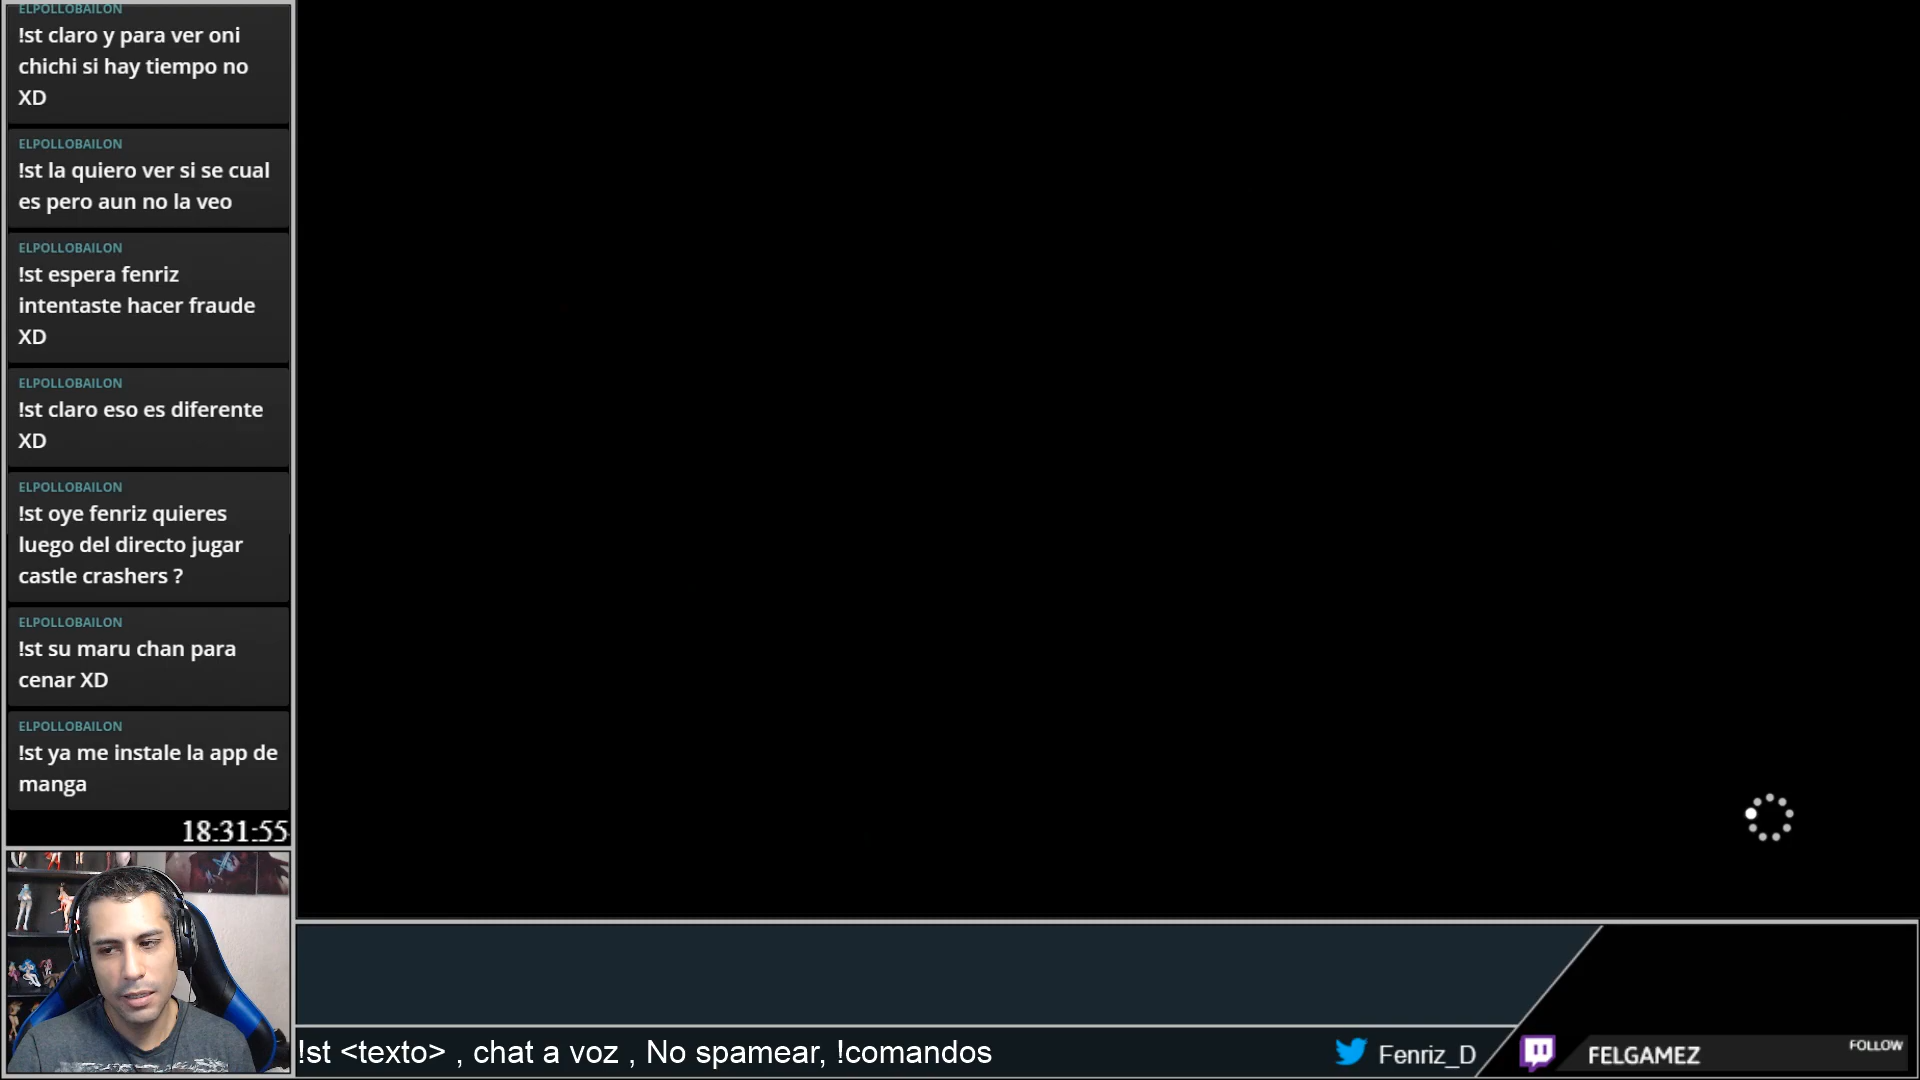 ELPOLLOBAILON
!st claro y para ver oni
chichi si hay tiempo no
XD
ELPOLLOBAILON
!st la quiero ver si se cual
es pero aun no la veo
ELPOLLOBAILON
!st espera fenriz
intentaste hacer fraude
XD
ELPOLLOBAILON
!st claro eso es diferente
XD
ELPOLLOBAILON
!st oye fenriz quieres
luego del directo jugar
castle crashers ?
ELPOLLOBAILON
!st su maru chan para
cenar XD
ELPOLLOBAILON
!st ya me instale la app de
manga
18:31:55
!st <texto> , chat a voz , No spamear, !comandos
Fenriz_D
FELGAMEZ
FOLLOW